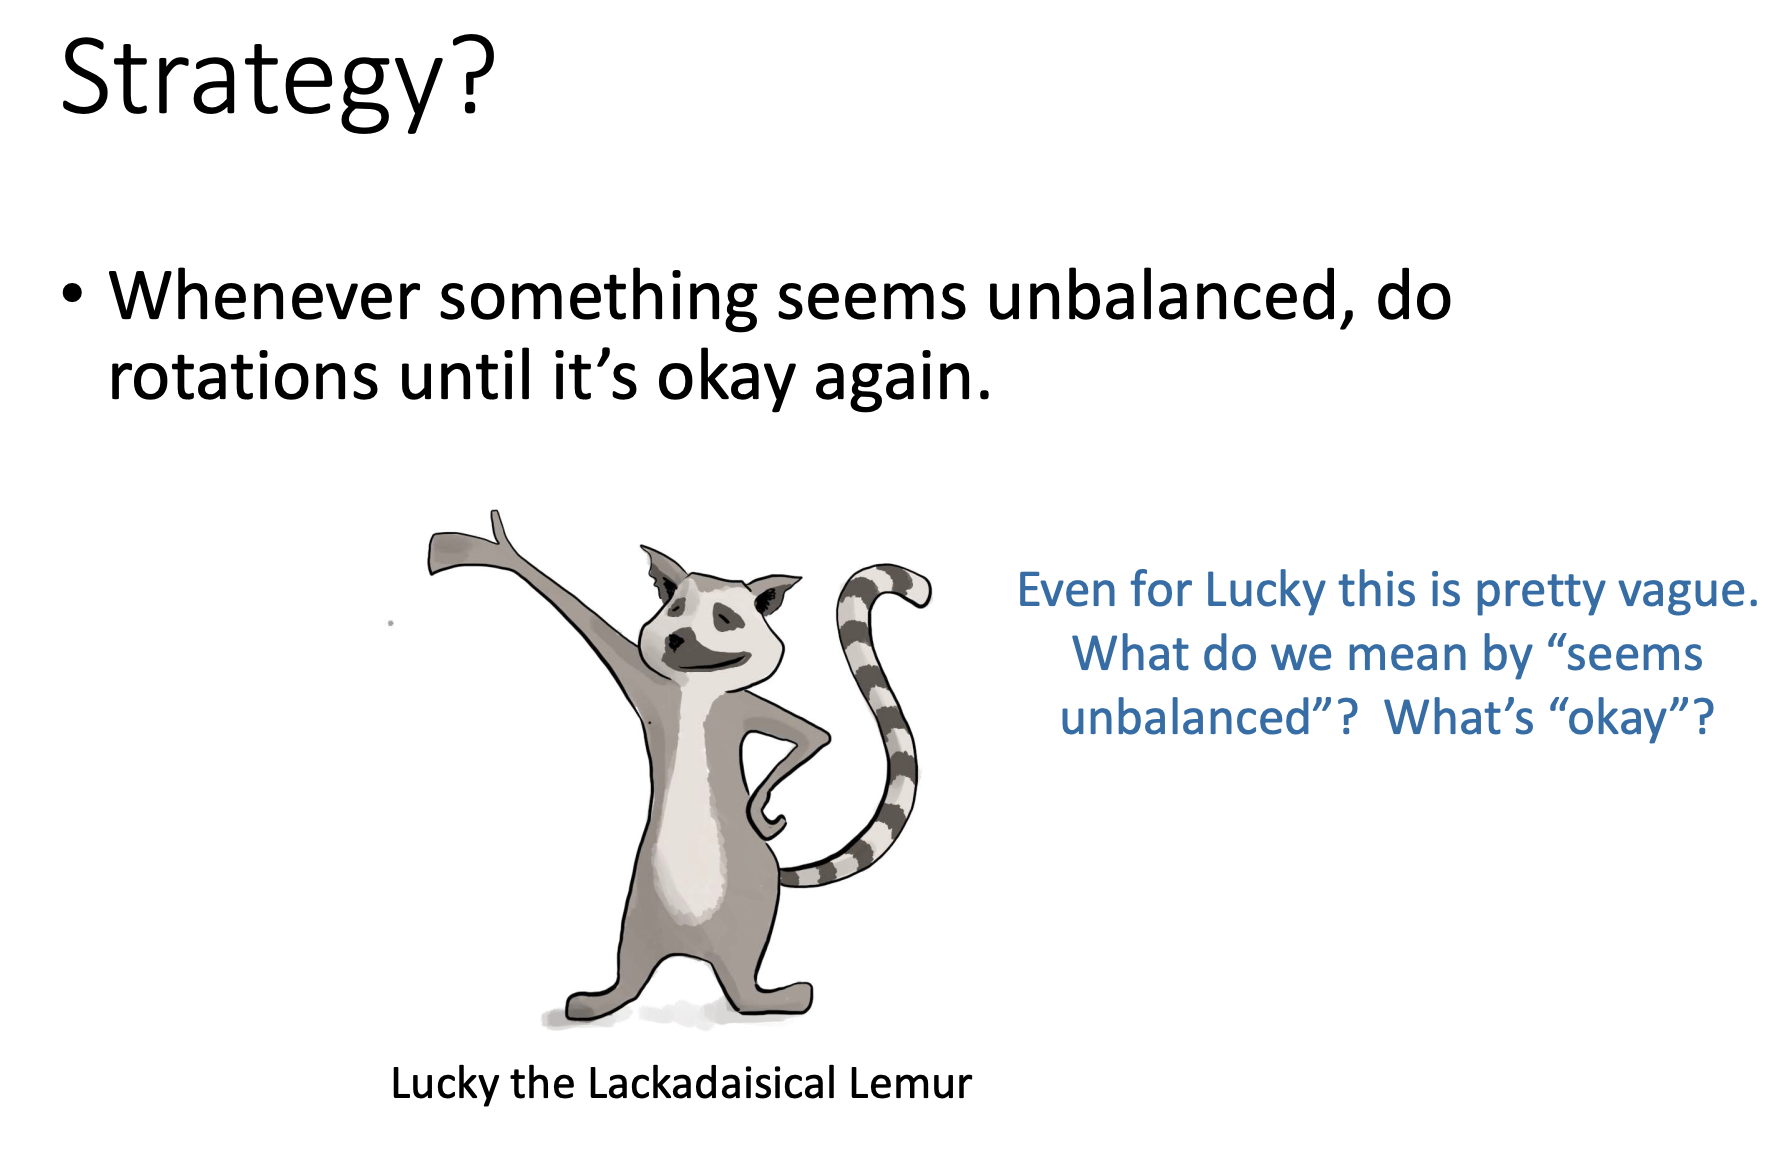 Strategy?
• Whenever something seems unbalanced, do
rotations until it’s okay again.
Even for Lucky this is pretty vague.
What do we mean by “seems
unbalanced”?  What’s “okay”?
Lucky the Lackadaisical Lemur